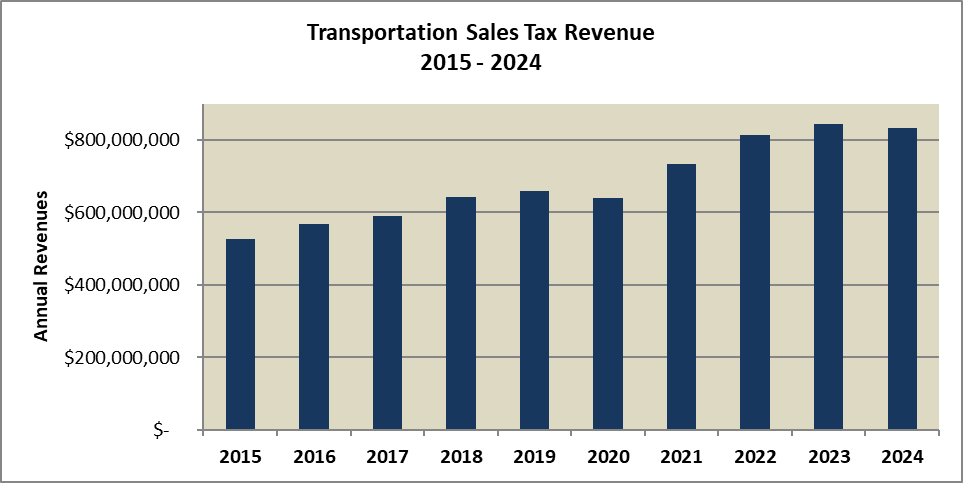 Transportation Sales Tax Revenue
2015 - 2024
Annual Revenues
$800,000,000
$600,000,000
$400,000,000
$200,000,000
$-
2015 2016 2017 2018 2019 2020 2021 2022 2023 2024